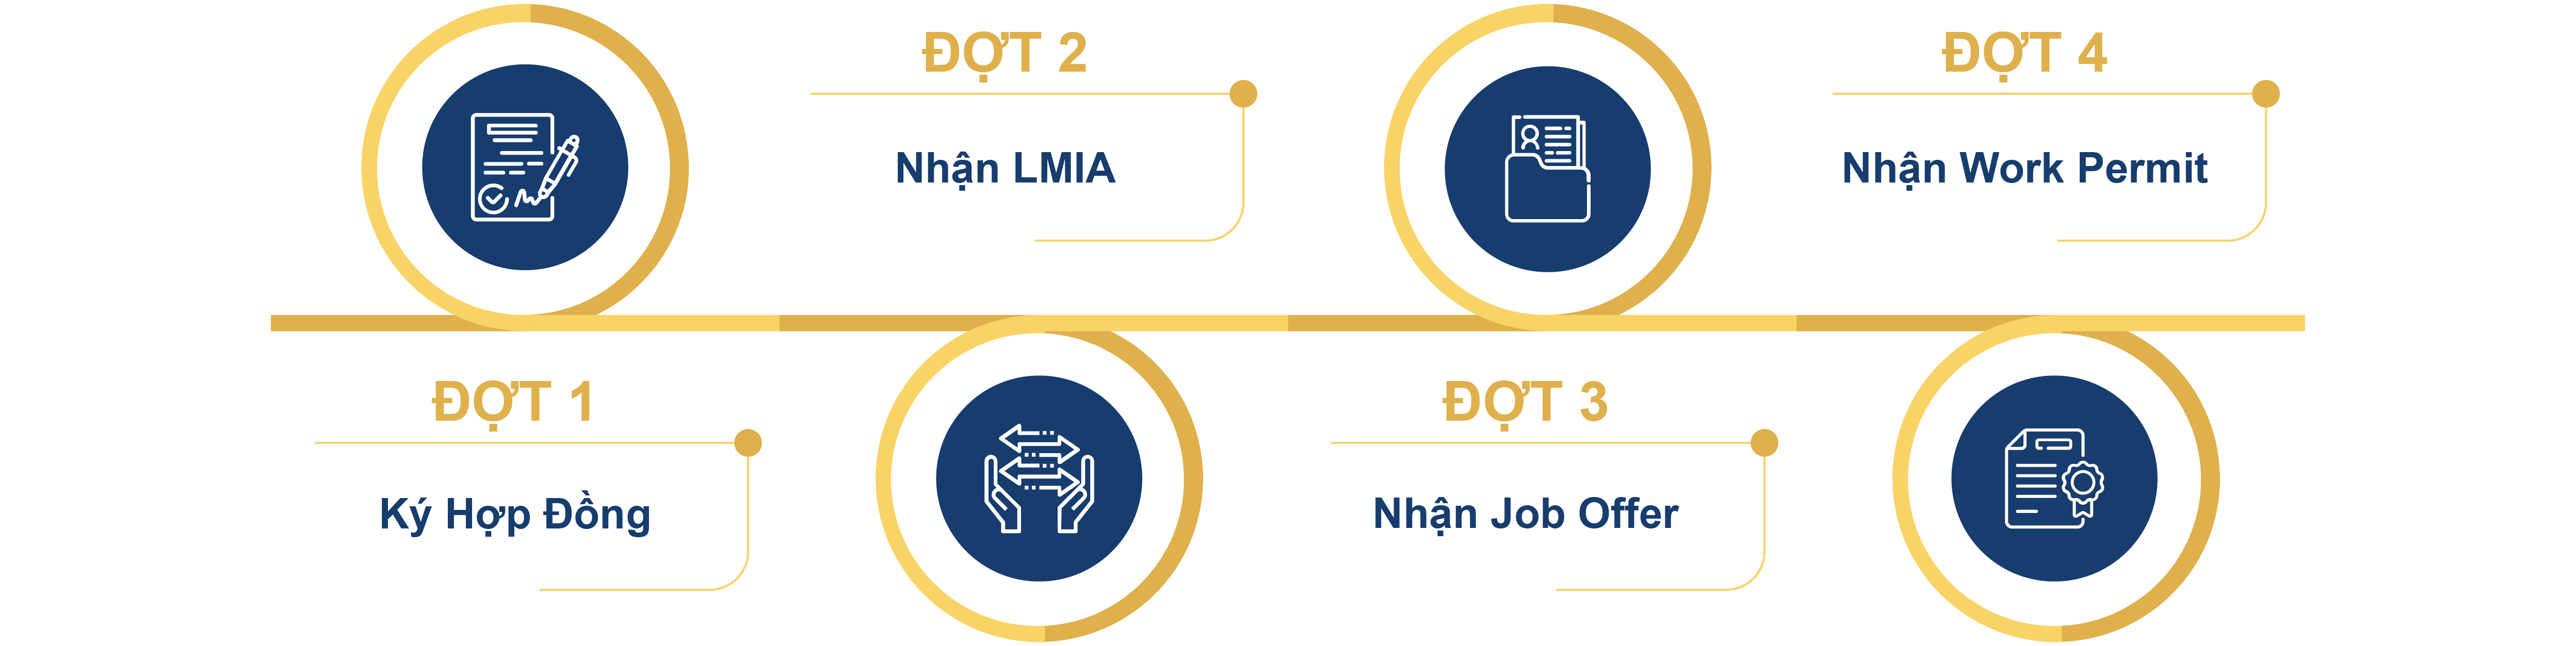 ĐỢT 1
Ký Hợp Đồng
ĐỢT 2
Nhận LMIA
ĐỢT 3
Nhận Job Offer
ĐỢT 4
Nhận Work Permit